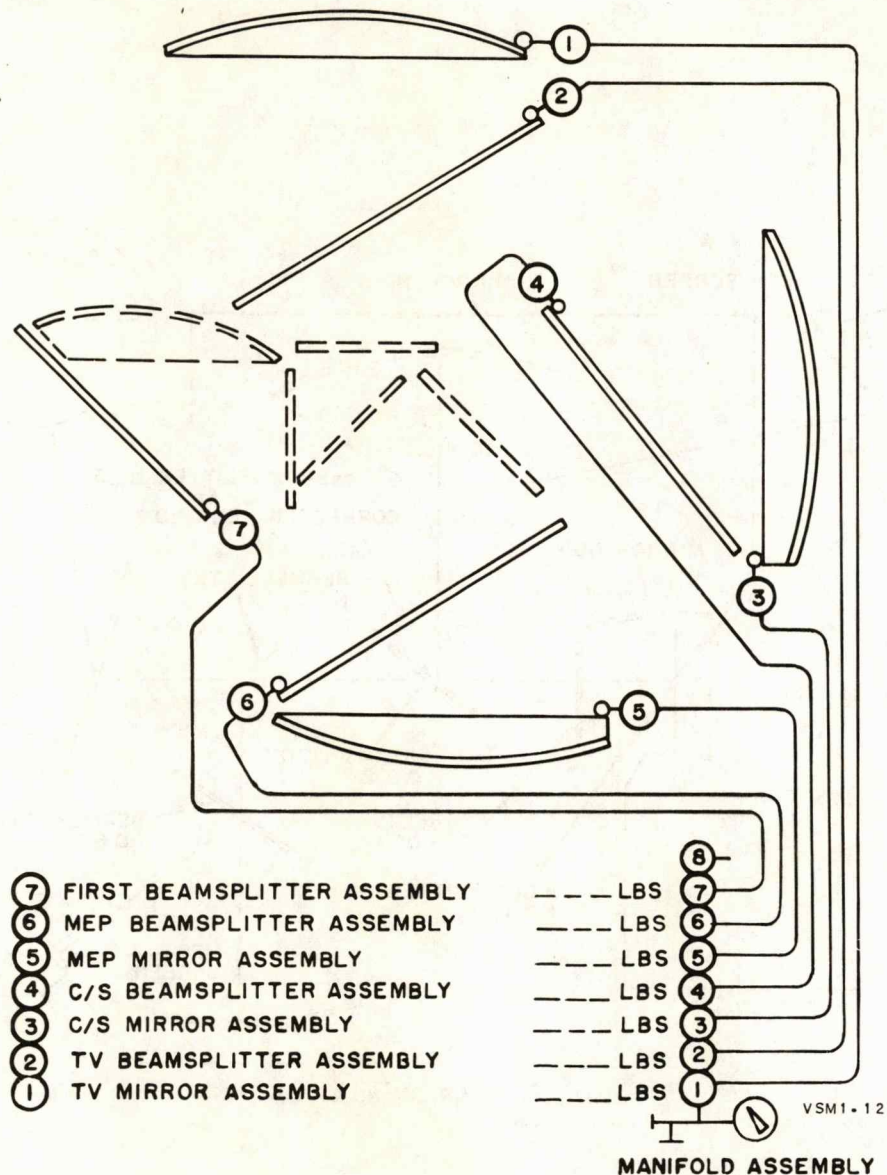 1
2
4
3
7
6
5
8
7 FIRST BEAMSPLITTER ASSEMBLY ___ LBS 7
6 MEP BEAMSPLITTER ASSEMBLY ___ LBS 6
5 MEP MIRROR ASSEMBLY ___ LBS 5
4 C/S BEAMSPLITTER ASSEMBLY ___ LBS 4
3 C/S MIRROR ASSEMBLY ___ LBS 3
2 TV BEAMSPLITTER ASSEMBLY ___ LBS 2
1 TV MIRROR ASSEMBLY ___ LBS 1
VSM1-12
MANIFOLD ASSEMBLY